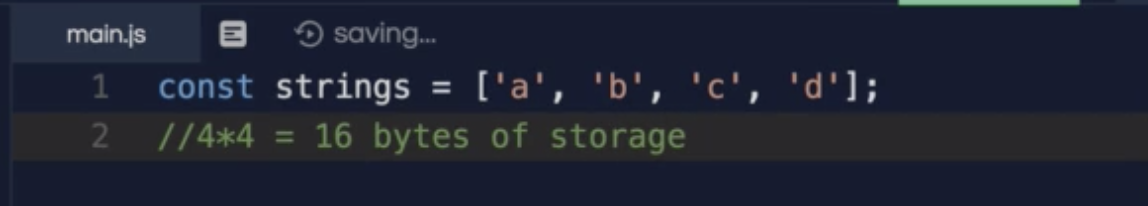 main.js saving...
1 const strings = ['a', 'b', 'c', 'd'];
2 //4*4 = 16 bytes of storage